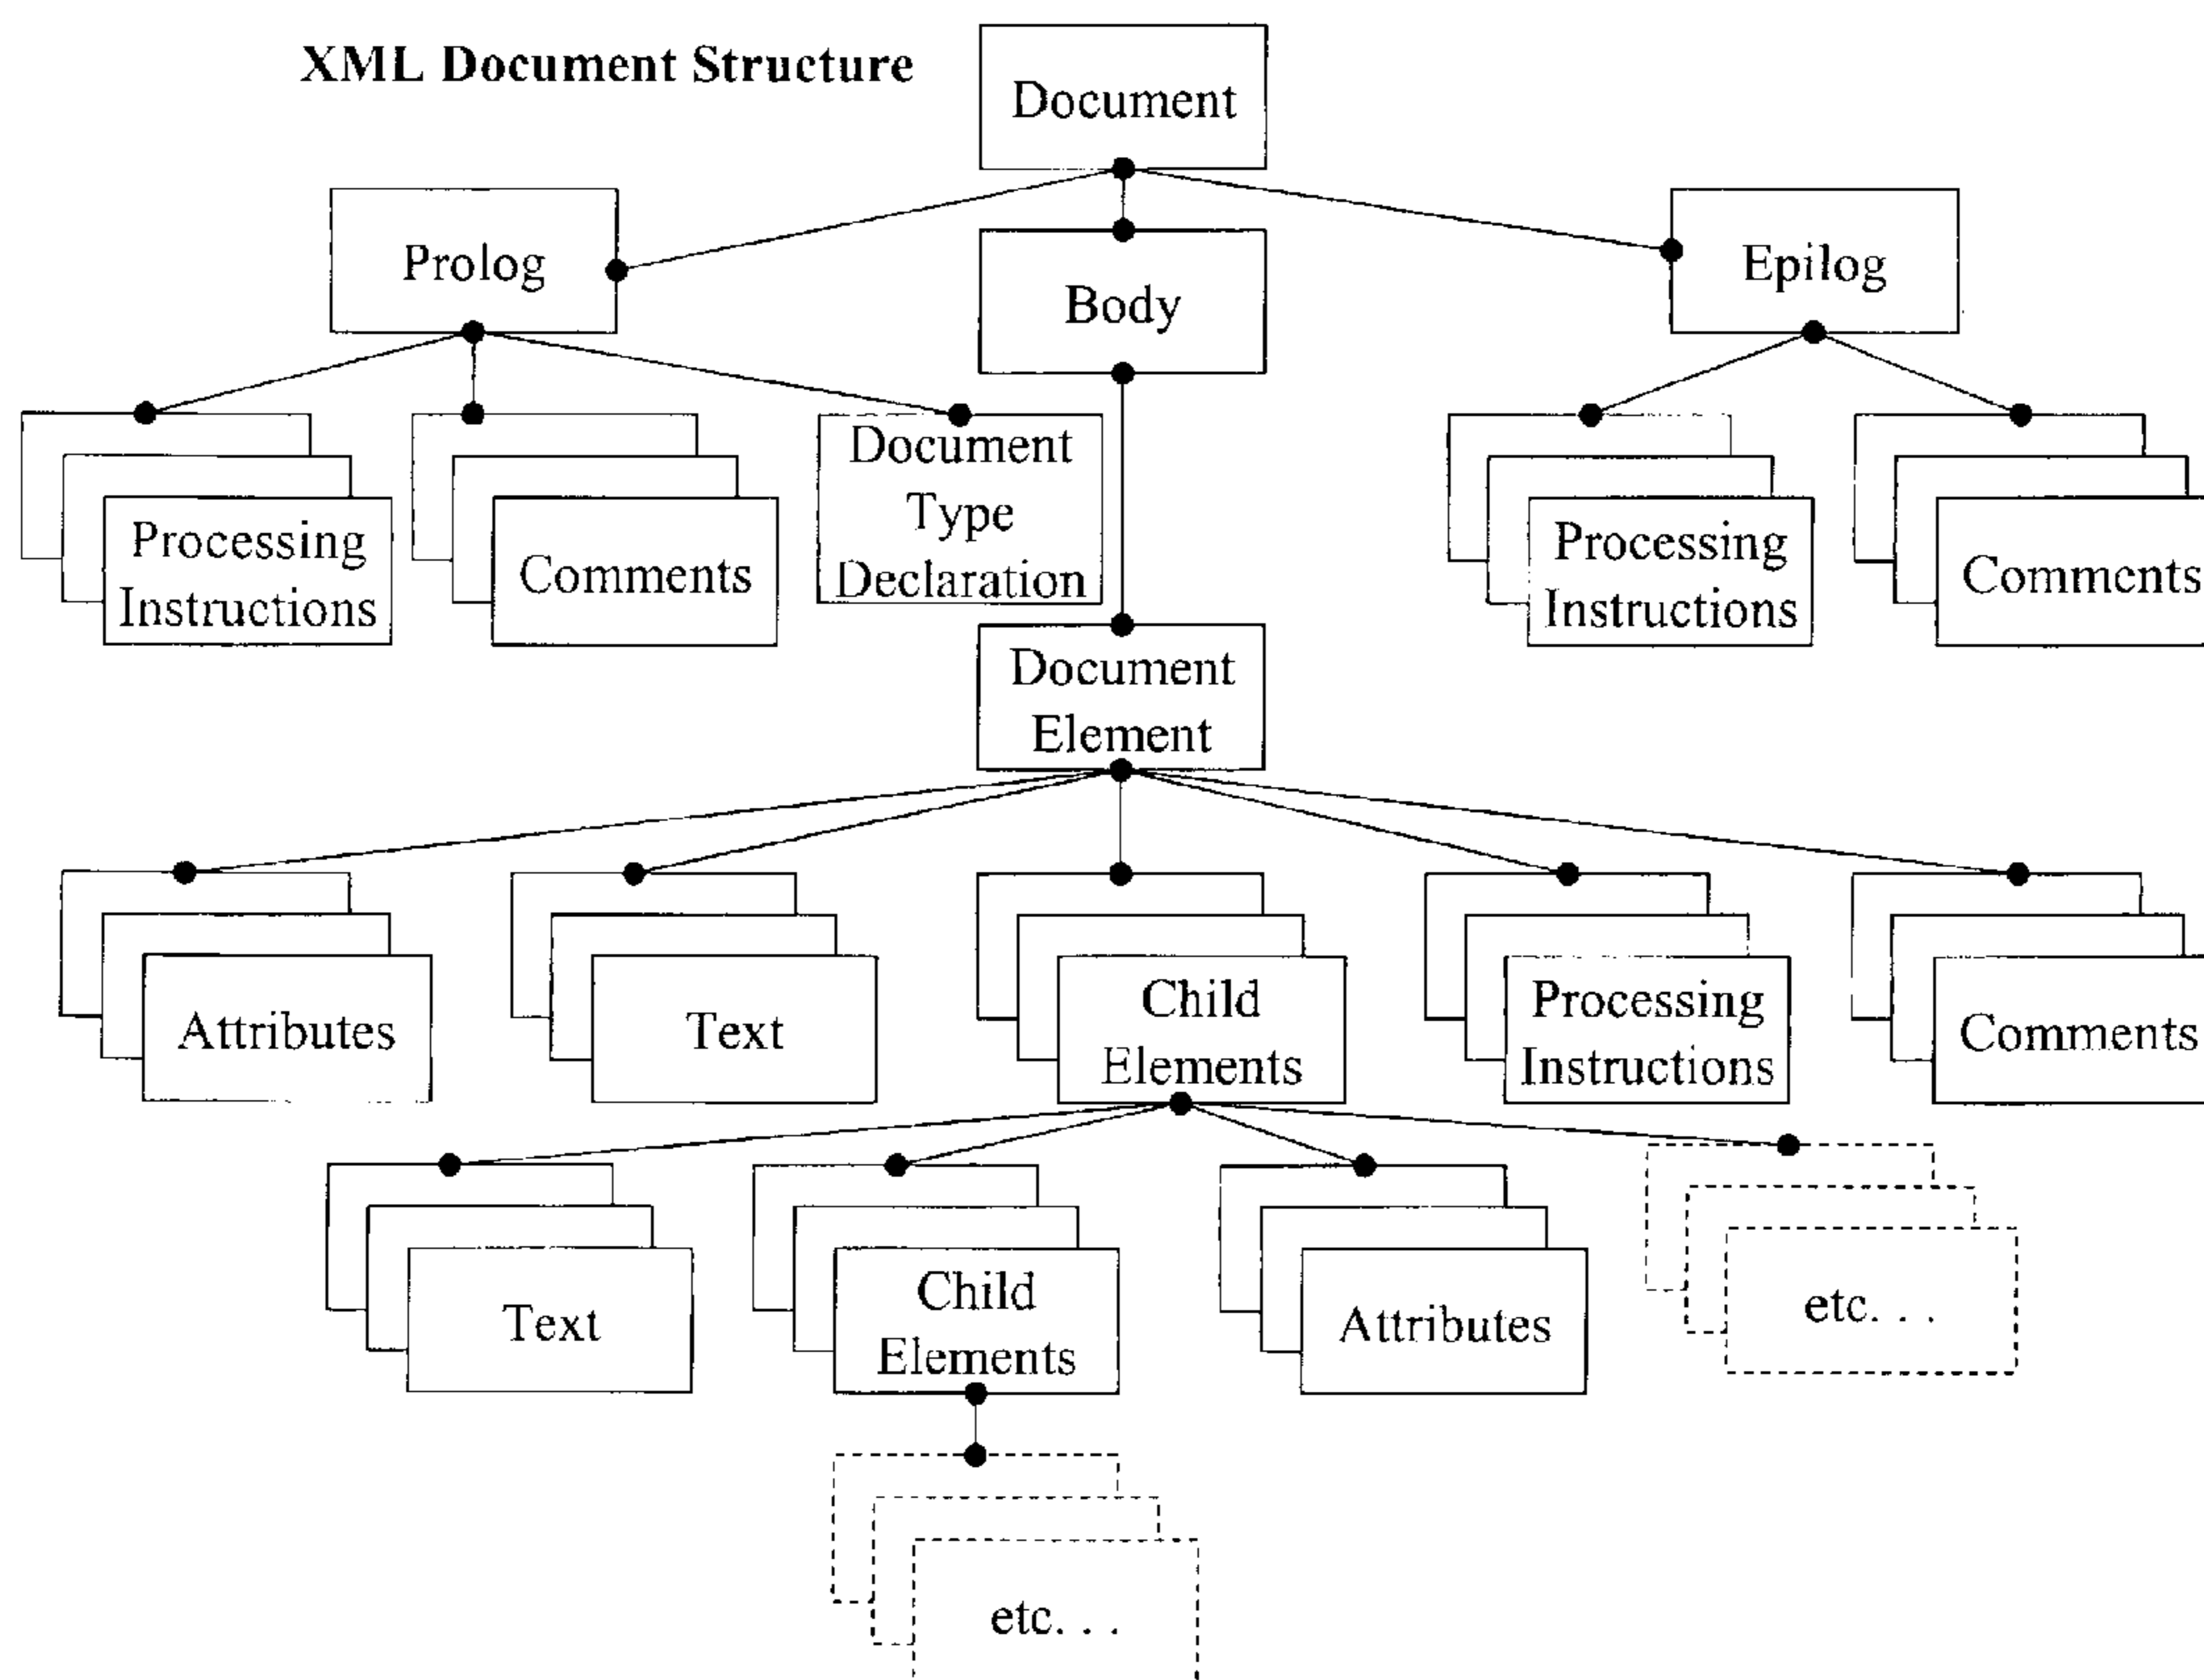 XML Document Structure
Document
Prolog
Body
Epilog
Processing
Instructions
Comments
Document
Type
Declaration
Processing
Instructions
Comments
Document
Element
Attributes
Text
Child
Elements
Processing
Instructions
Comments
Text
Child
Elements
Attributes
etc. . .
etc. . .